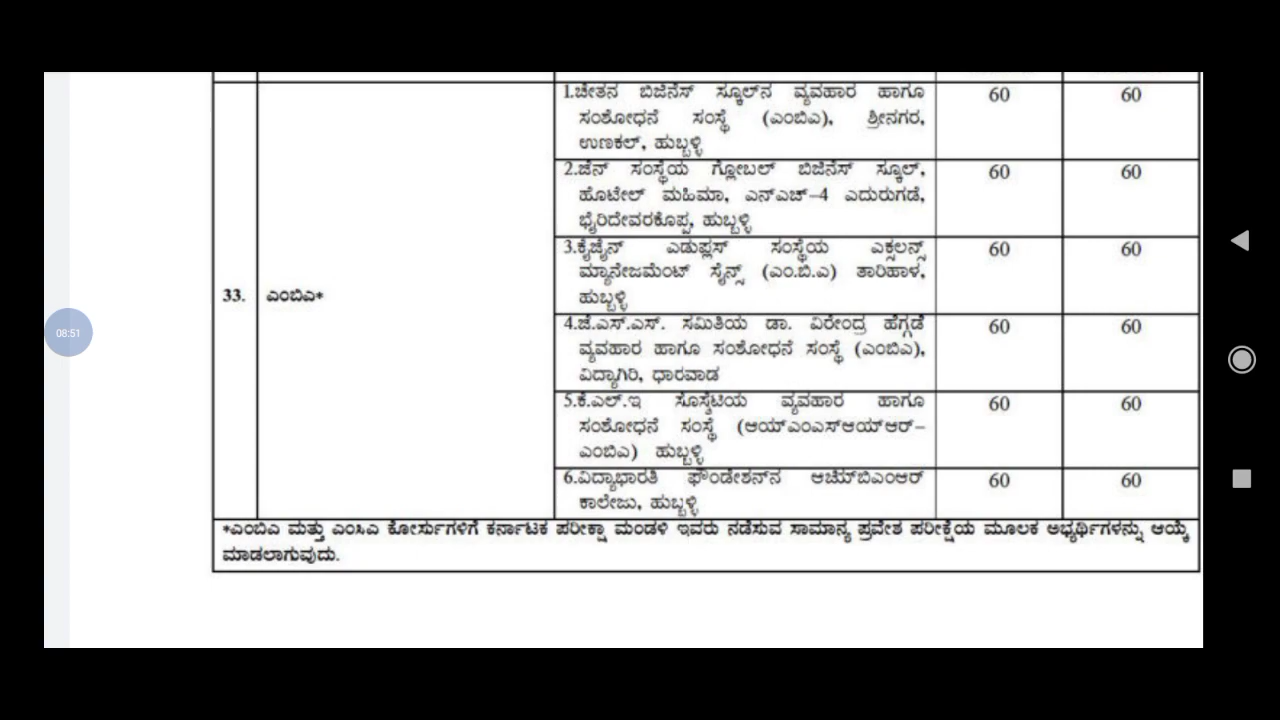 1.ಚೇತನ ಬಿಜಿನೆಸ್ ಸ್ಕೂಲ್‌ನ ವ್ಯವಹಾರ ಹಾಗೂ 60 60
ಸಂಶೋಧನೆ ಸಂಸ್ಥೆ (ಎಂಬಿಎ), ಶ್ರೀನಗರ,
ಉಣಕಲ್, ಹುಬ್ಬಳ್ಳಿ
2.ಜೆನ್ ಸಂಸ್ಥೆಯ ಗ್ಲೋಬಲ್ ಬಿಜಿನೆಸ್ ಸ್ಕೂಲ್, 60 60
ಹೊಟೇಲ್ ಮಹಿಮಾ, ಎನ್‌ಎಚ್–4 ಎದುರುಗಡೆ,
ಭೈರಿದೇವರಕೊಪ್ಪ, ಹುಬ್ಬಳ್ಳಿ
3.ಕೈಜೈನ್ ಎಡುಪ್ಲಸ್ ಸಂಸ್ಥೆಯ ಎಕ್ಸಲನ್ಸ್ 60 60
ಮ್ಯಾನೇಜಮೆಂಟ್ ಸೈನ್ಸ್ (ಎಂ.ಬಿ.ಎ) ತಾರಿಹಾಳ,
ಹುಬ್ಬಳ್ಳಿ
33. ಎಂಬಿಎ*
4.ಜೆ.ಎಸ್.ಎಸ್. ಸಮಿತಿಯ ಡಾ. ವಿರೇಂದ್ರ ಹೆಗ್ಗಡೆ 60 60
ವ್ಯವಹಾರ ಹಾಗೂ ಸಂಶೋಧನೆ ಸಂಸ್ಥೆ (ಎಂಬಿಎ),
ವಿದ್ಯಾಗಿರಿ, ಧಾರವಾಡ
5.ಕೆ.ಎಲ್.ಇ ಸೊಸೈಟಿಯ ವ್ಯವಹಾರ ಹಾಗೂ 60 60
ಸಂಶೋಧನೆ ಸಂಸ್ಥೆ (ಆಯ್‌ಎಂಎಸ್‌ಆಯ್‌ಆರ್–
ಎಂಬಿಎ) ಹುಬ್ಬಳ್ಳಿ
6.ವಿದ್ಯಾಭಾರತಿ ಫೌಂಡೇಶನ್‌ನ 60 60
ಕಾಲೇಜು, ಹುಬ್ಬಳ್ಳಿ
*ಎಂಬಿಎ ಮತ್ತು ಎಂಸಿಎ ಕೋರ್ಸುಗಳಿಗೆ ಕರ್ನಾಟಕ ಪರೀಕ್ಷಾ ಮಂಡಳಿ ಇವರು ನಡೆಸುವ ಸಾಮಾನ್ಯ ಪ್ರವೇಶ ಪರೀಕ್ಷೆಯ ಮೂಲಕ ಅಭ್ಯರ್ಥಿಗಳನ್ನು ಆಯ್ಕೆ
ಮಾಡಲಾಗುವುದು.
08:51